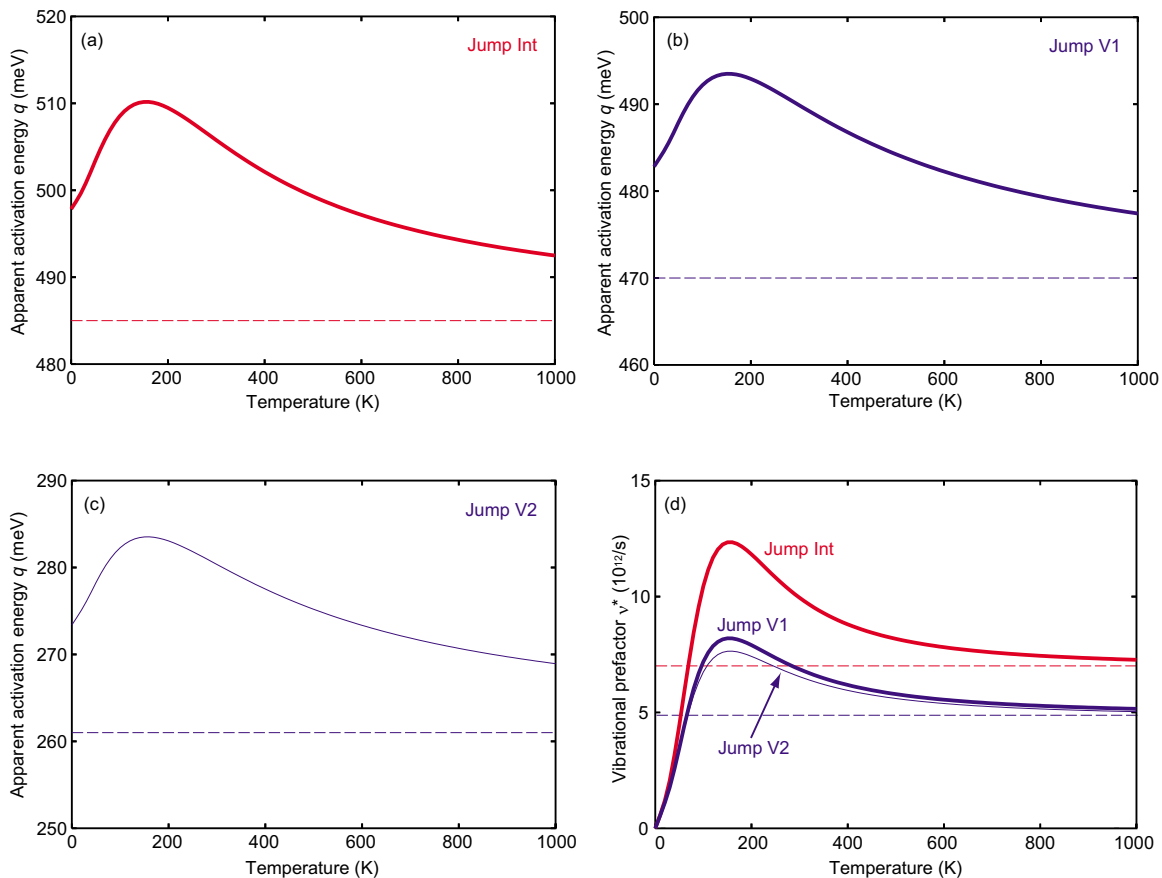 (a)
Jump Int
Apparent activation energy q (meV)
520
510
500
490
480
0 200 400 600 800 1000
Temperature (K)
(b)
Jump V1
Apparent activation energy q (meV)
500
490
480
470
460
0 200 400 600 800 1000
Temperature (K)
(c)
Jump V2
Apparent activation energy q (meV)
290
280
270
260
250
0 200 400 600 800 1000
Temperature (K)
(d)
Jump Int
Jump V1
Jump V2
Vibrational prefactor ν* (10¹²/s)
15
10
5
0
0 200 400 600 800 1000
Temperature (K)